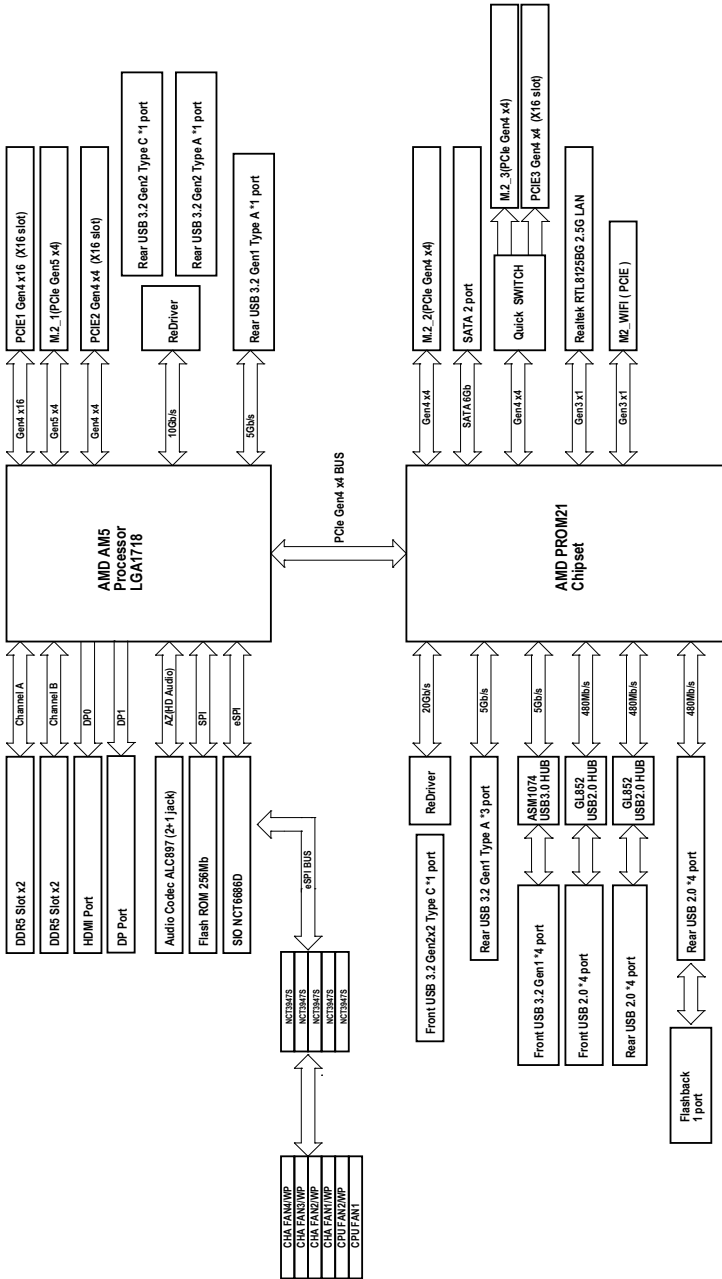 DDR5 Slot x2
DDR5 Slot x2
HDMI Port
DP Port
Audio Codec ALC897 (2+1 jack)
Flash ROM 256Mb
SIO NCT6686D
Channel A
Channel B
DP0
DP1
AZ(HD Audio)
SPI
eSPI
AMD AM5
Processor
LGA1718
Gen4 x16
Gen5 x4
Gen4 x4
10Gb/s
5Gb/s
PCIE1 Gen4 x16 (X16 slot)
M.2_1(PCIe Gen5 x4)
PCIE2 Gen4 x4 (X16 slot)
ReDriver
Rear USB 3.2 Gen2 Type C *1 port
Rear USB 3.2 Gen2 Type A *1 port
Rear USB 3.2 Gen1 Type A *1 port
eSPI BUS
NCT3947S
NCT3947S
NCT3947S
NCT3947S
NCT3947S
CHA FAN4/WP
CHA FAN3/WP
CHA FAN2/WP
CHA FAN1/WP
CPU FAN2/WP
CPU FAN1
PCIe Gen4 x4 BUS
Front USB 3.2 Gen2x2 Type C *1 port
ReDriver
Rear USB 3.2 Gen1 Type A *3 port
Front USB 3.2 Gen1 *4 port
ASM1074
USB3.0 HUB
Front USB 2.0 *4 port
GL852
USB2.0 HUB
Rear USB 2.0 *4 port
GL852
USB2.0 HUB
Flashback
1 port
Rear USB 2.0 *4 port
20Gb/s
5Gb/s
5Gb/s
480Mb/s
480Mb/s
480Mb/s
AMD PROM21
Chipset
Gen4 x4
SATA 6Gb
Gen4 x4
Gen3 x1
Gen3 x1
M.2_2(PCIe Gen4 x4)
SATA 2 port
Quick SWITCH
M.2_3(PCIe Gen4 x4)
PCIE3 Gen4 x4 (X16 slot)
Realtek RTL8125BG 2.5G LAN
M2_WIFI ( PCIE )